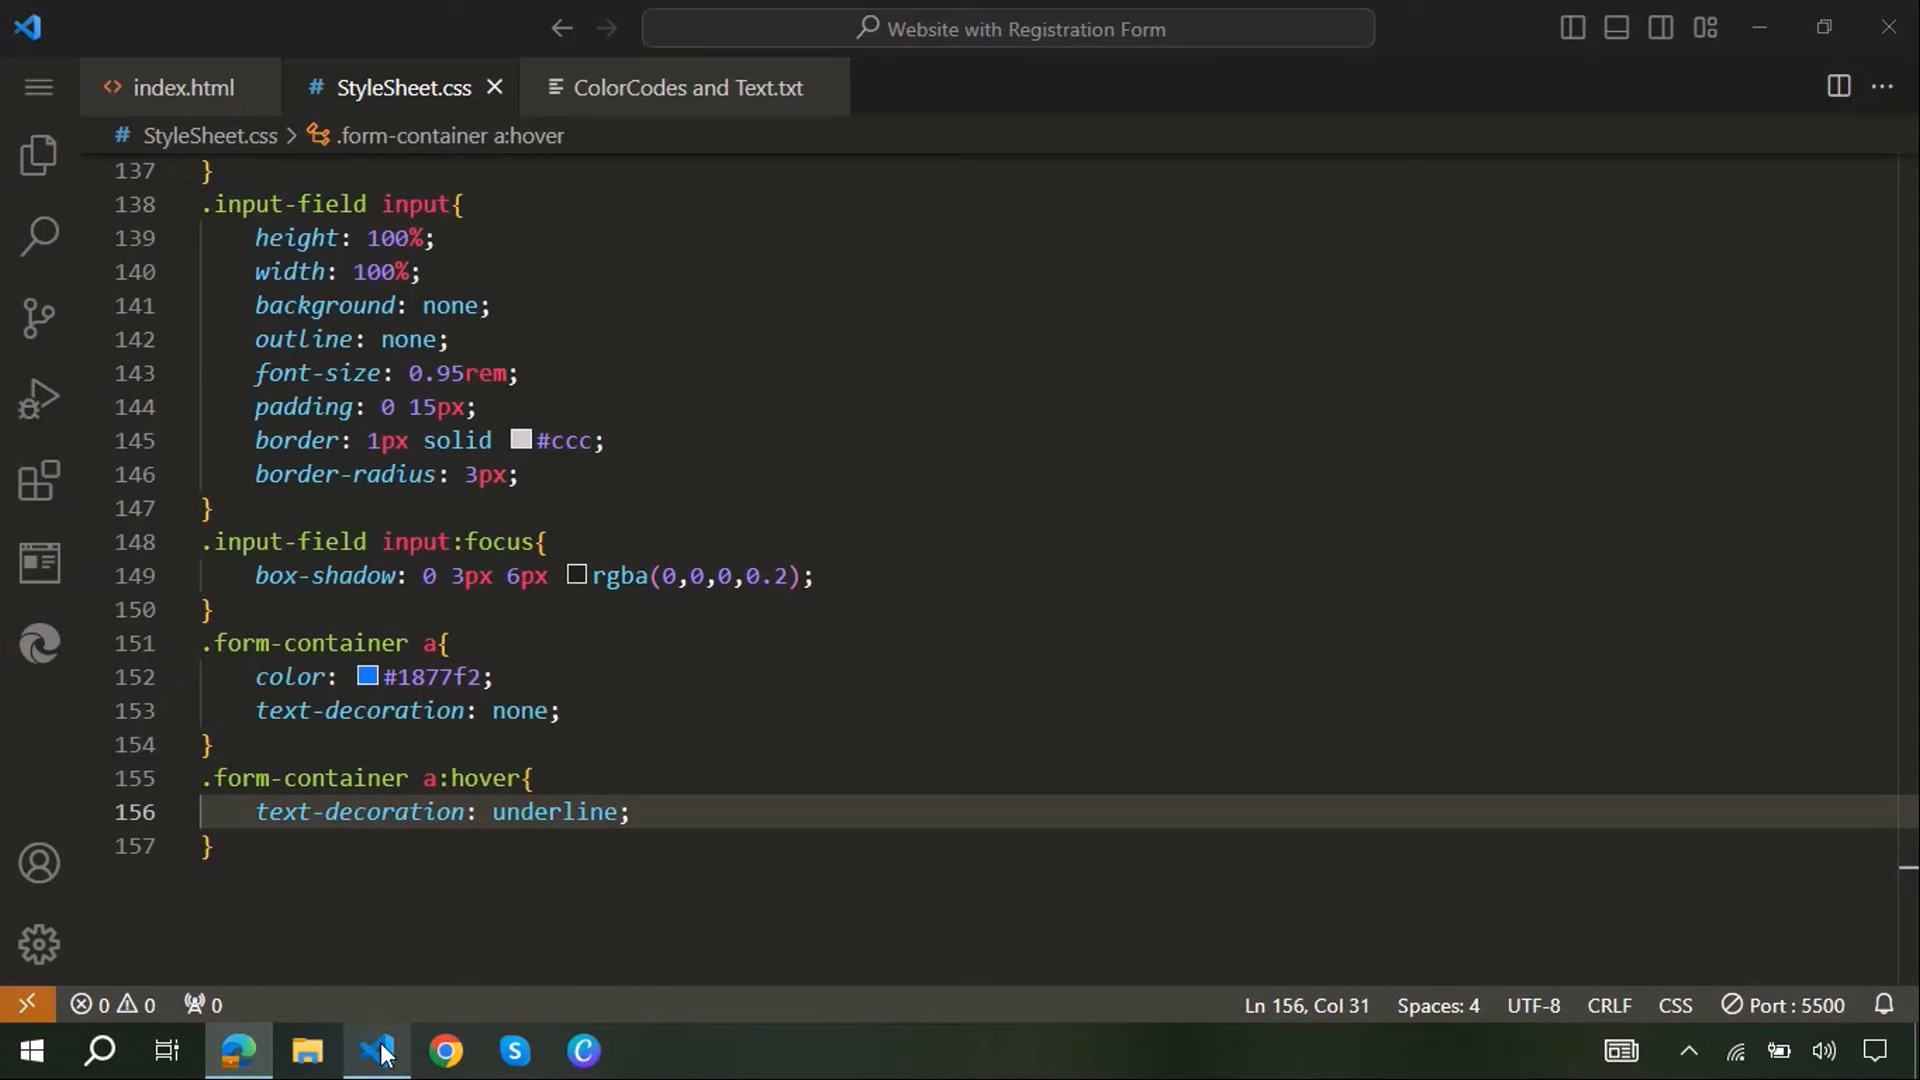 Website with Registration Form
<> index.html
# StyleSheet.css
ColorCodes and Text.txt
# StyleSheet.css > .form-container a:hover
137 }
138 .input-field input{
139 height: 100%;
140 width: 100%;
141 background: none;
142 outline: none;
143 font-size: 0.95rem;
144 padding: 0 15px;
145 border: 1px solid #ccc;
146 border-radius: 3px;
147 }
148 .input-field input:focus{
149 box-shadow: 0 3px 6px rgba(0,0,0,0.2);
150 }
151 .form-container a{
152 color: #1877f2;
153 text-decoration: none;
154 }
155 .form-container a:hover{
156 text-decoration: underline;
157 }
0 0 0 Ln 156, Col 31 Spaces: 4 UTF-8 CRLF CSS Port : 5500